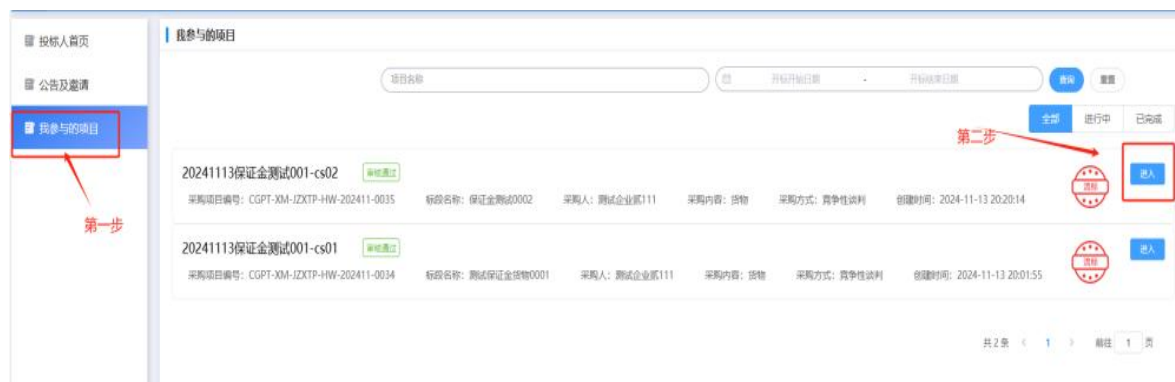 投标人首页
我参与的项目
项目名称
开标开始日期 - 开标结束日期
查询 重置
公告及邀请
全部 进行中 已完成
我参与的项目
第二步
20241113保证金测试001-cs02 审核通过
流标
进入
采购项目编号：CGPT-XM-JZXTP-HW-202411-0035 标段名称：保证金测试0002 采购人：测试企业贰111 采购内容：货物 采购方式：竞争性谈判 创建时间：2024-11-13 20:20:14
第一步
20241113保证金测试001-cs01 审核通过
流标
进入
采购项目编号：CGPT-XM-JZXTP-HW-202411-0034 标段名称：测试保证金货物0001 采购人：测试企业贰111 采购内容：货物 采购方式：竞争性谈判 创建时间：2024-11-13 20:01:55
共2条 < 1 > 前往 1 页